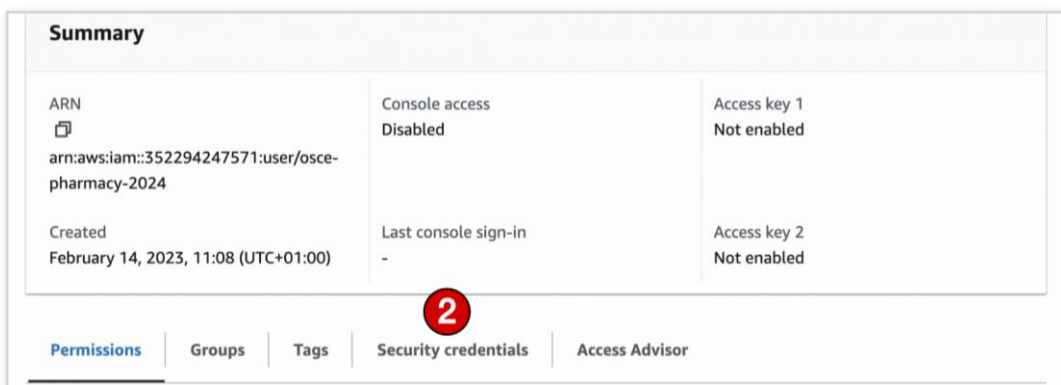 Summary
ARN
arn:aws:iam::352294247571:user/osce-
pharmacy-2024
Console access
Disabled
Access key 1
Not enabled
Created
February 14, 2023, 11:08 (UTC+01:00)
Last console sign-in
-
Access key 2
Not enabled
2
Permissions Groups Tags Security credentials Access Advisor